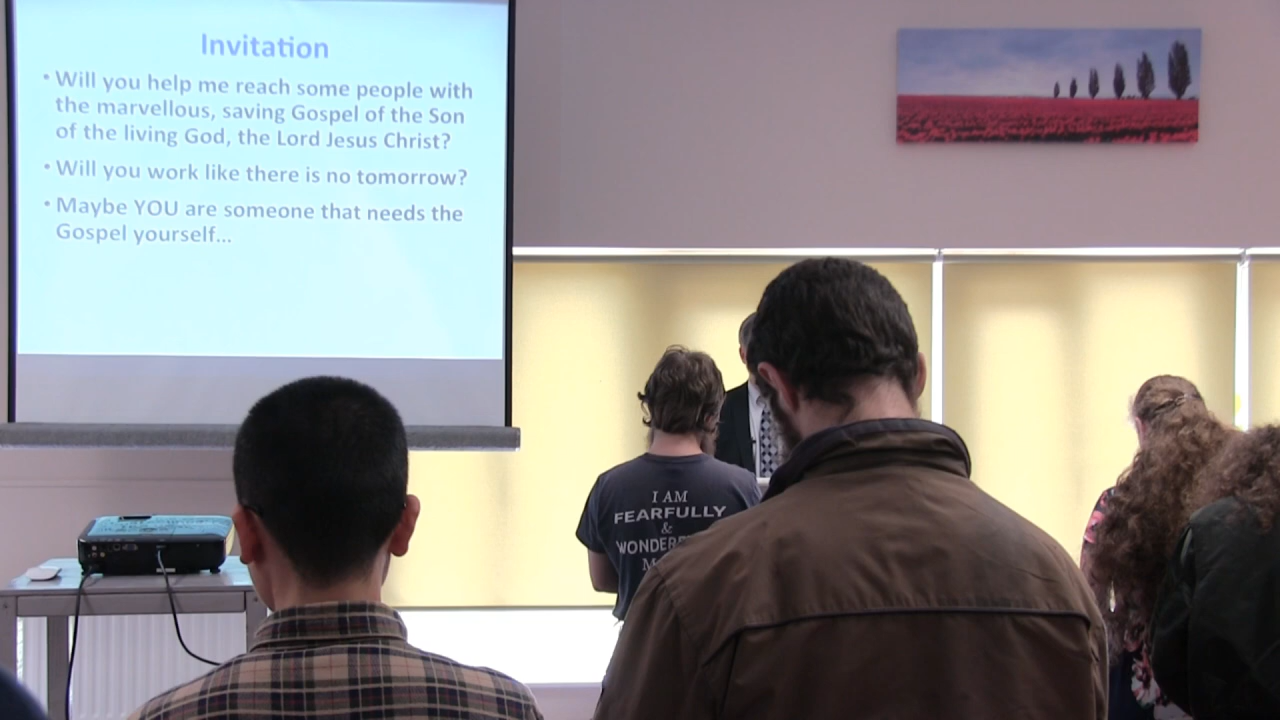 Invitation
• Will you help me reach some people with
the marvellous, saving Gospel of the Son
of the living God, the Lord Jesus Christ?
• Will you work like there is no tomorrow?
• Maybe YOU are someone that needs the
Gospel yourself...
I AM
FEARFULLY
&